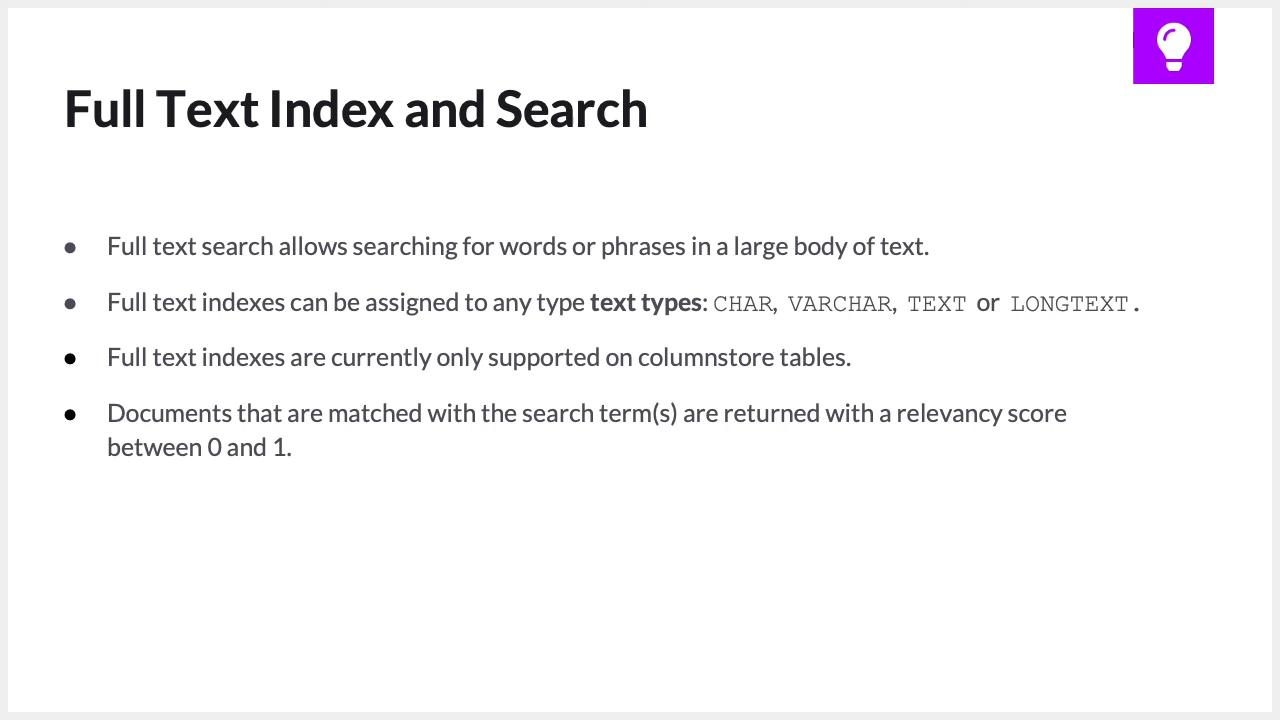 Full Text Index and Search
● Full text search allows searching for words or phrases in a large body of text.
● Full text indexes can be assigned to any type text types: CHAR, VARCHAR, TEXT or LONGTEXT.
● Full text indexes are currently only supported on columnstore tables.
● Documents that are matched with the search term(s) are returned with a relevancy score
between 0 and 1.